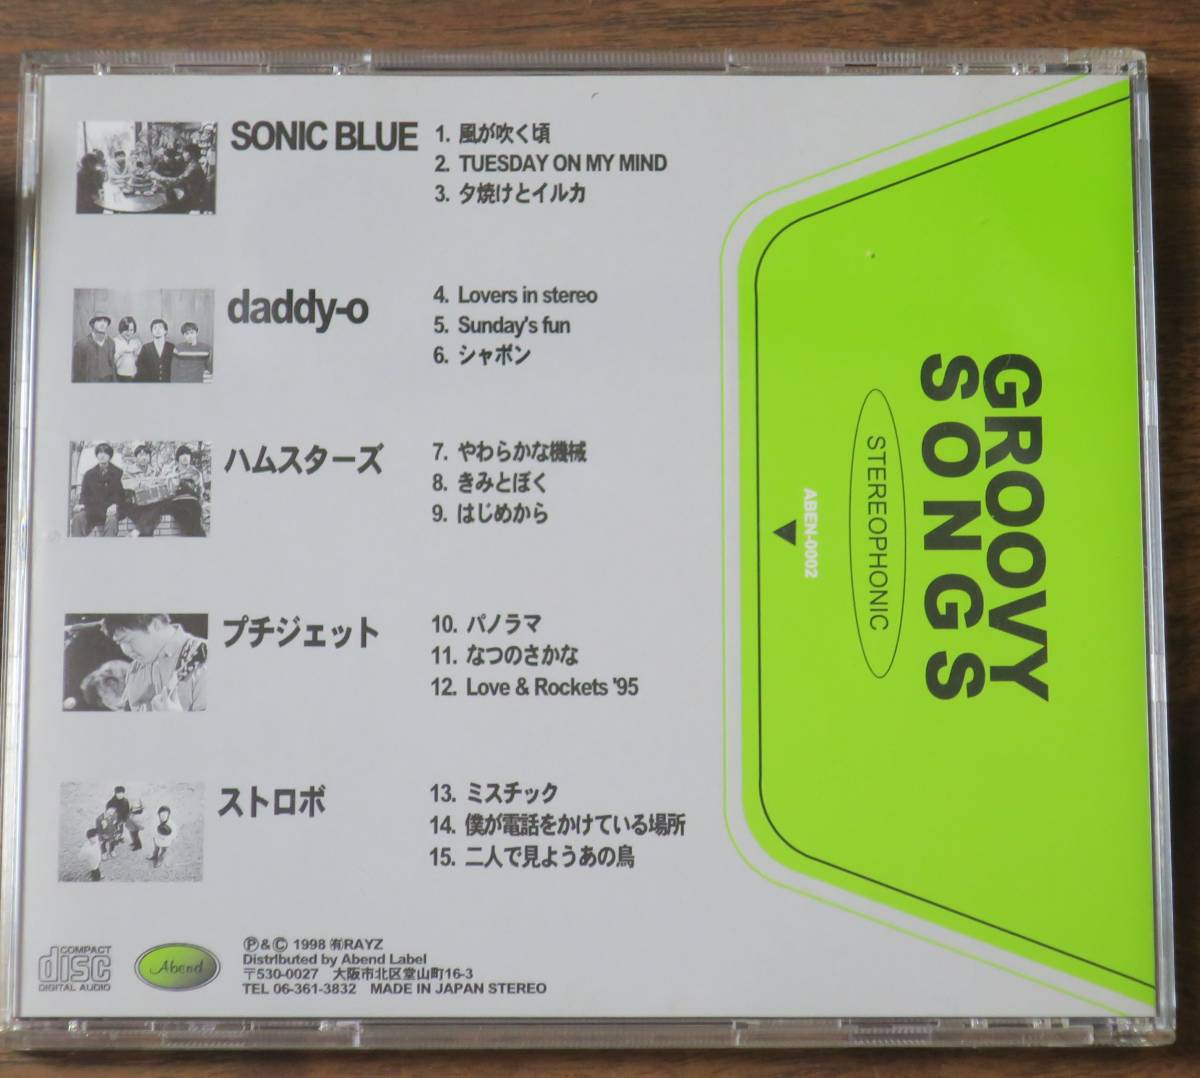 SONIC BLUE
1. 風が吹く頃
2. TUESDAY ON MY MIND
3. 夕焼けとイルカ
daddy-o
4. Lovers in stereo
5. Sunday's fun
6. シャボン
ハムスターズ
7. やわらかな機械
8. きみとぼく
9. はじめから
プチジェット
10. パノラマ
11. なつのさかな
12. Love & Rockets '95
ストロボ
13. ミスチック
14. 僕が電話をかけている場所
15. 二人で見ようあの鳥
GROOVY
SONGS
STEREOPHONIC
ABEN-0002
COMPACT
disc
DIGITAL AUDIO
Abend
Ⓟ&Ⓒ 1998 ㈲RAYZ
Distributed by Abend Label
〒530-0027 大阪市北区堂山町16-3
TEL 06-361-3832 MADE IN JAPAN STEREO